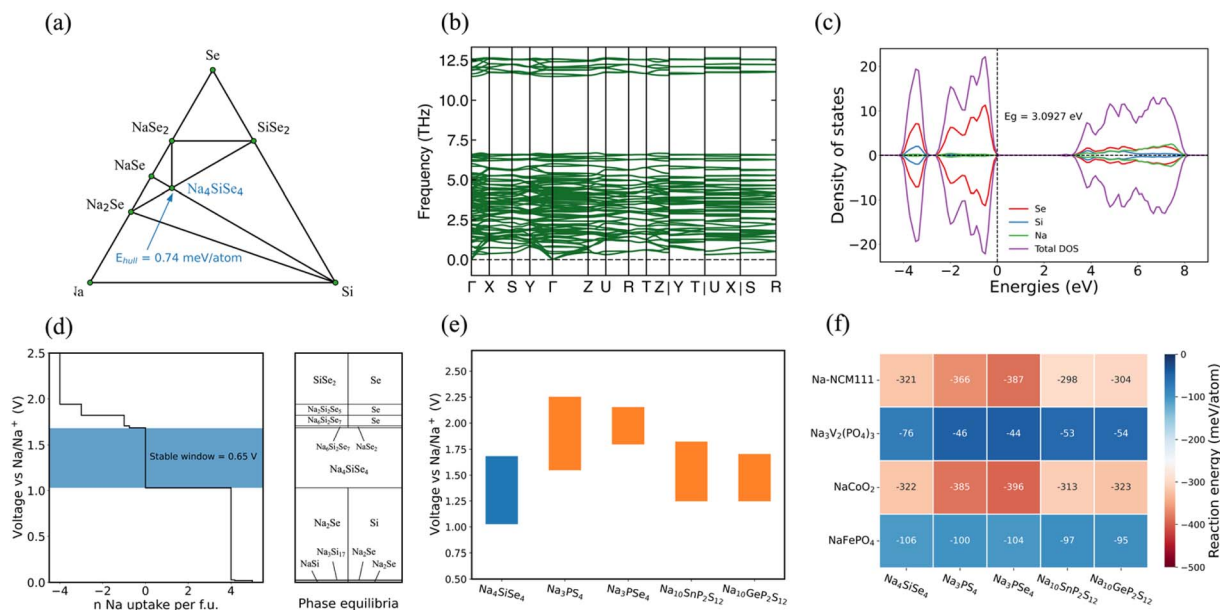 (a)
Se
NaSe₂
SiSe₂
NaSe
Na₄SiSe₄
Na₂Se
E_hull = 0.74 meV/atom
Na
Si
(b)
Frequency (THz)
12.5
10.0
7.5
5.0
2.5
0.0
Γ X S Y Γ Z U R T Z|Y T|U X|S R
(c)
Density of states
20
10
0
−10
−20
Eg = 3.0927 eV
Se
Si
Na
Total DOS
−4 −2 0 2 4 6 8
Energies (eV)
(d)
Voltage vs Na/Na⁺ (V)
2.5
2.0
1.5
1.0
0.5
0.0
Stable window = 0.65 V
−4 −2 0 2 4
n Na uptake per f.u.
SiSe₂ Se
Na₂Si₂Se₅ Se
Na₆Si₂Se₇ Se
Na₆Si₂Se₇ NaSe₂
Na₄SiSe₄
Na₂Se Si
NaSi Na₃Si₁₇ Na₂Se Na₂Se
Phase equilibria
(e)
Voltage vs Na/Na⁺ (V)
2.50
2.25
2.00
1.75
1.50
1.25
1.00
0.75
0.50
Na₄SiSe₄ Na₃PS₄ Na₃PSe₄ Na₁₀SnP₂S₁₂ Na₁₀GeP₂S₁₂
(f)
Na-NCM111 -321 -366 -387 -298 -304
Na₃V₂(PO₄)₃ -76 -46 -44 -53 -54
NaCoO₂ -322 -385 -396 -313 -323
NaFePO₄ -106 -100 -104 -97 -95
Na₄SiSe₄ Na₃PS₄ Na₃PSe₄ Na₁₀SnP₂S₁₂ Na₁₀GeP₂S₁₂
0
−100
−200
−300
−400
−500
Reaction energy (meV/atom)